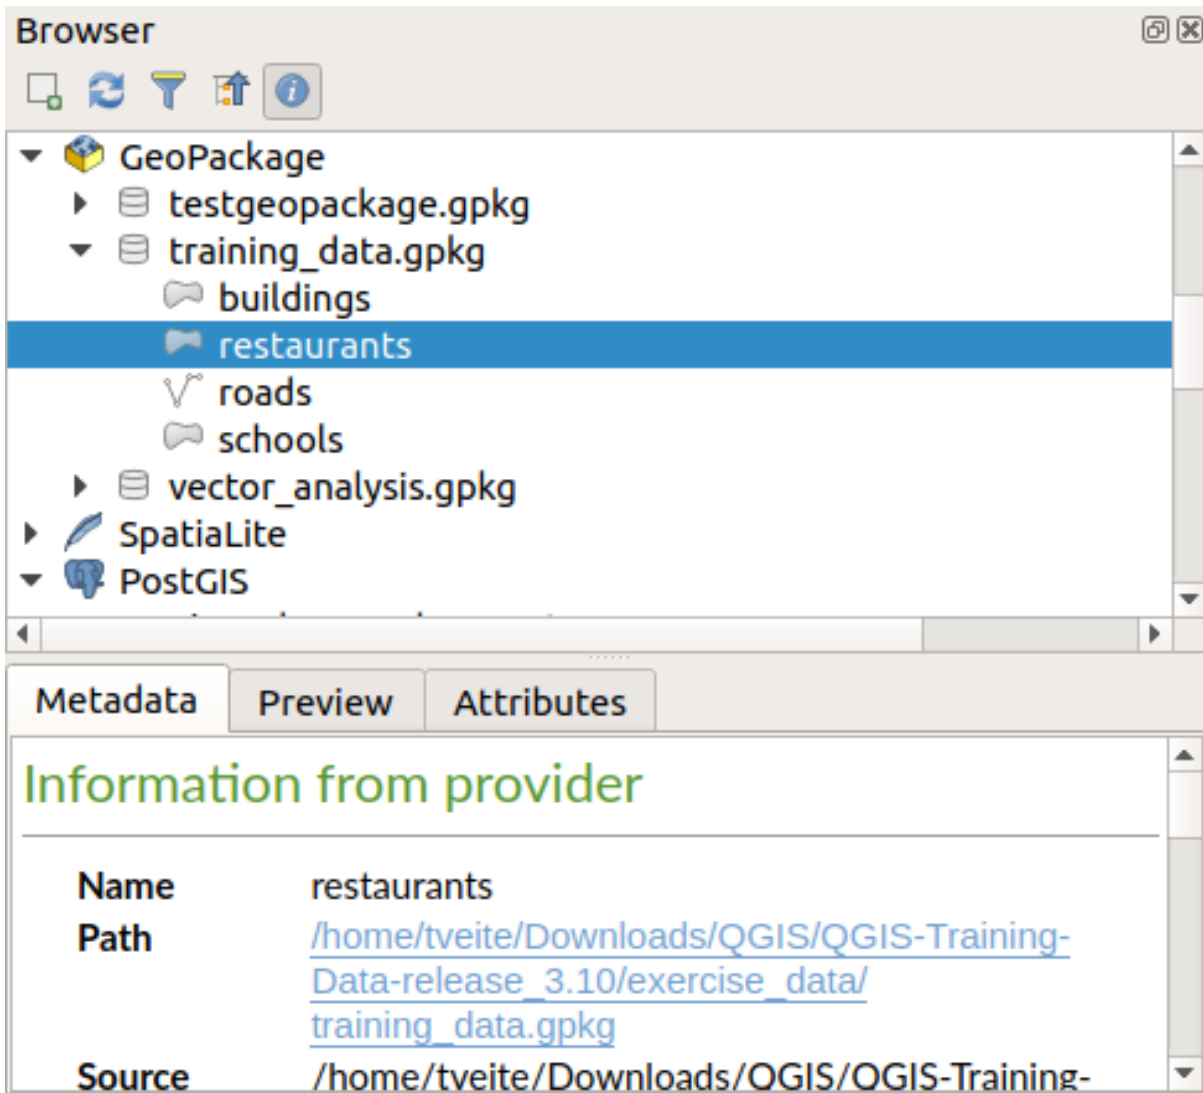 Browser
GeoPackage
testgeopackage.gpkg
training_data.gpkg
buildings
restaurants
roads
schools
vector_analysis.gpkg
SpatiaLite
PostGIS
Metadata Preview Attributes
Information from provider
Name restaurants
Path /home/tveite/Downloads/QGIS/QGIS-Training-
Data-release_3.10/exercise_data/
training_data.gpkg
Source /home/tveite/Downloads/QGIS/QGIS-Training-